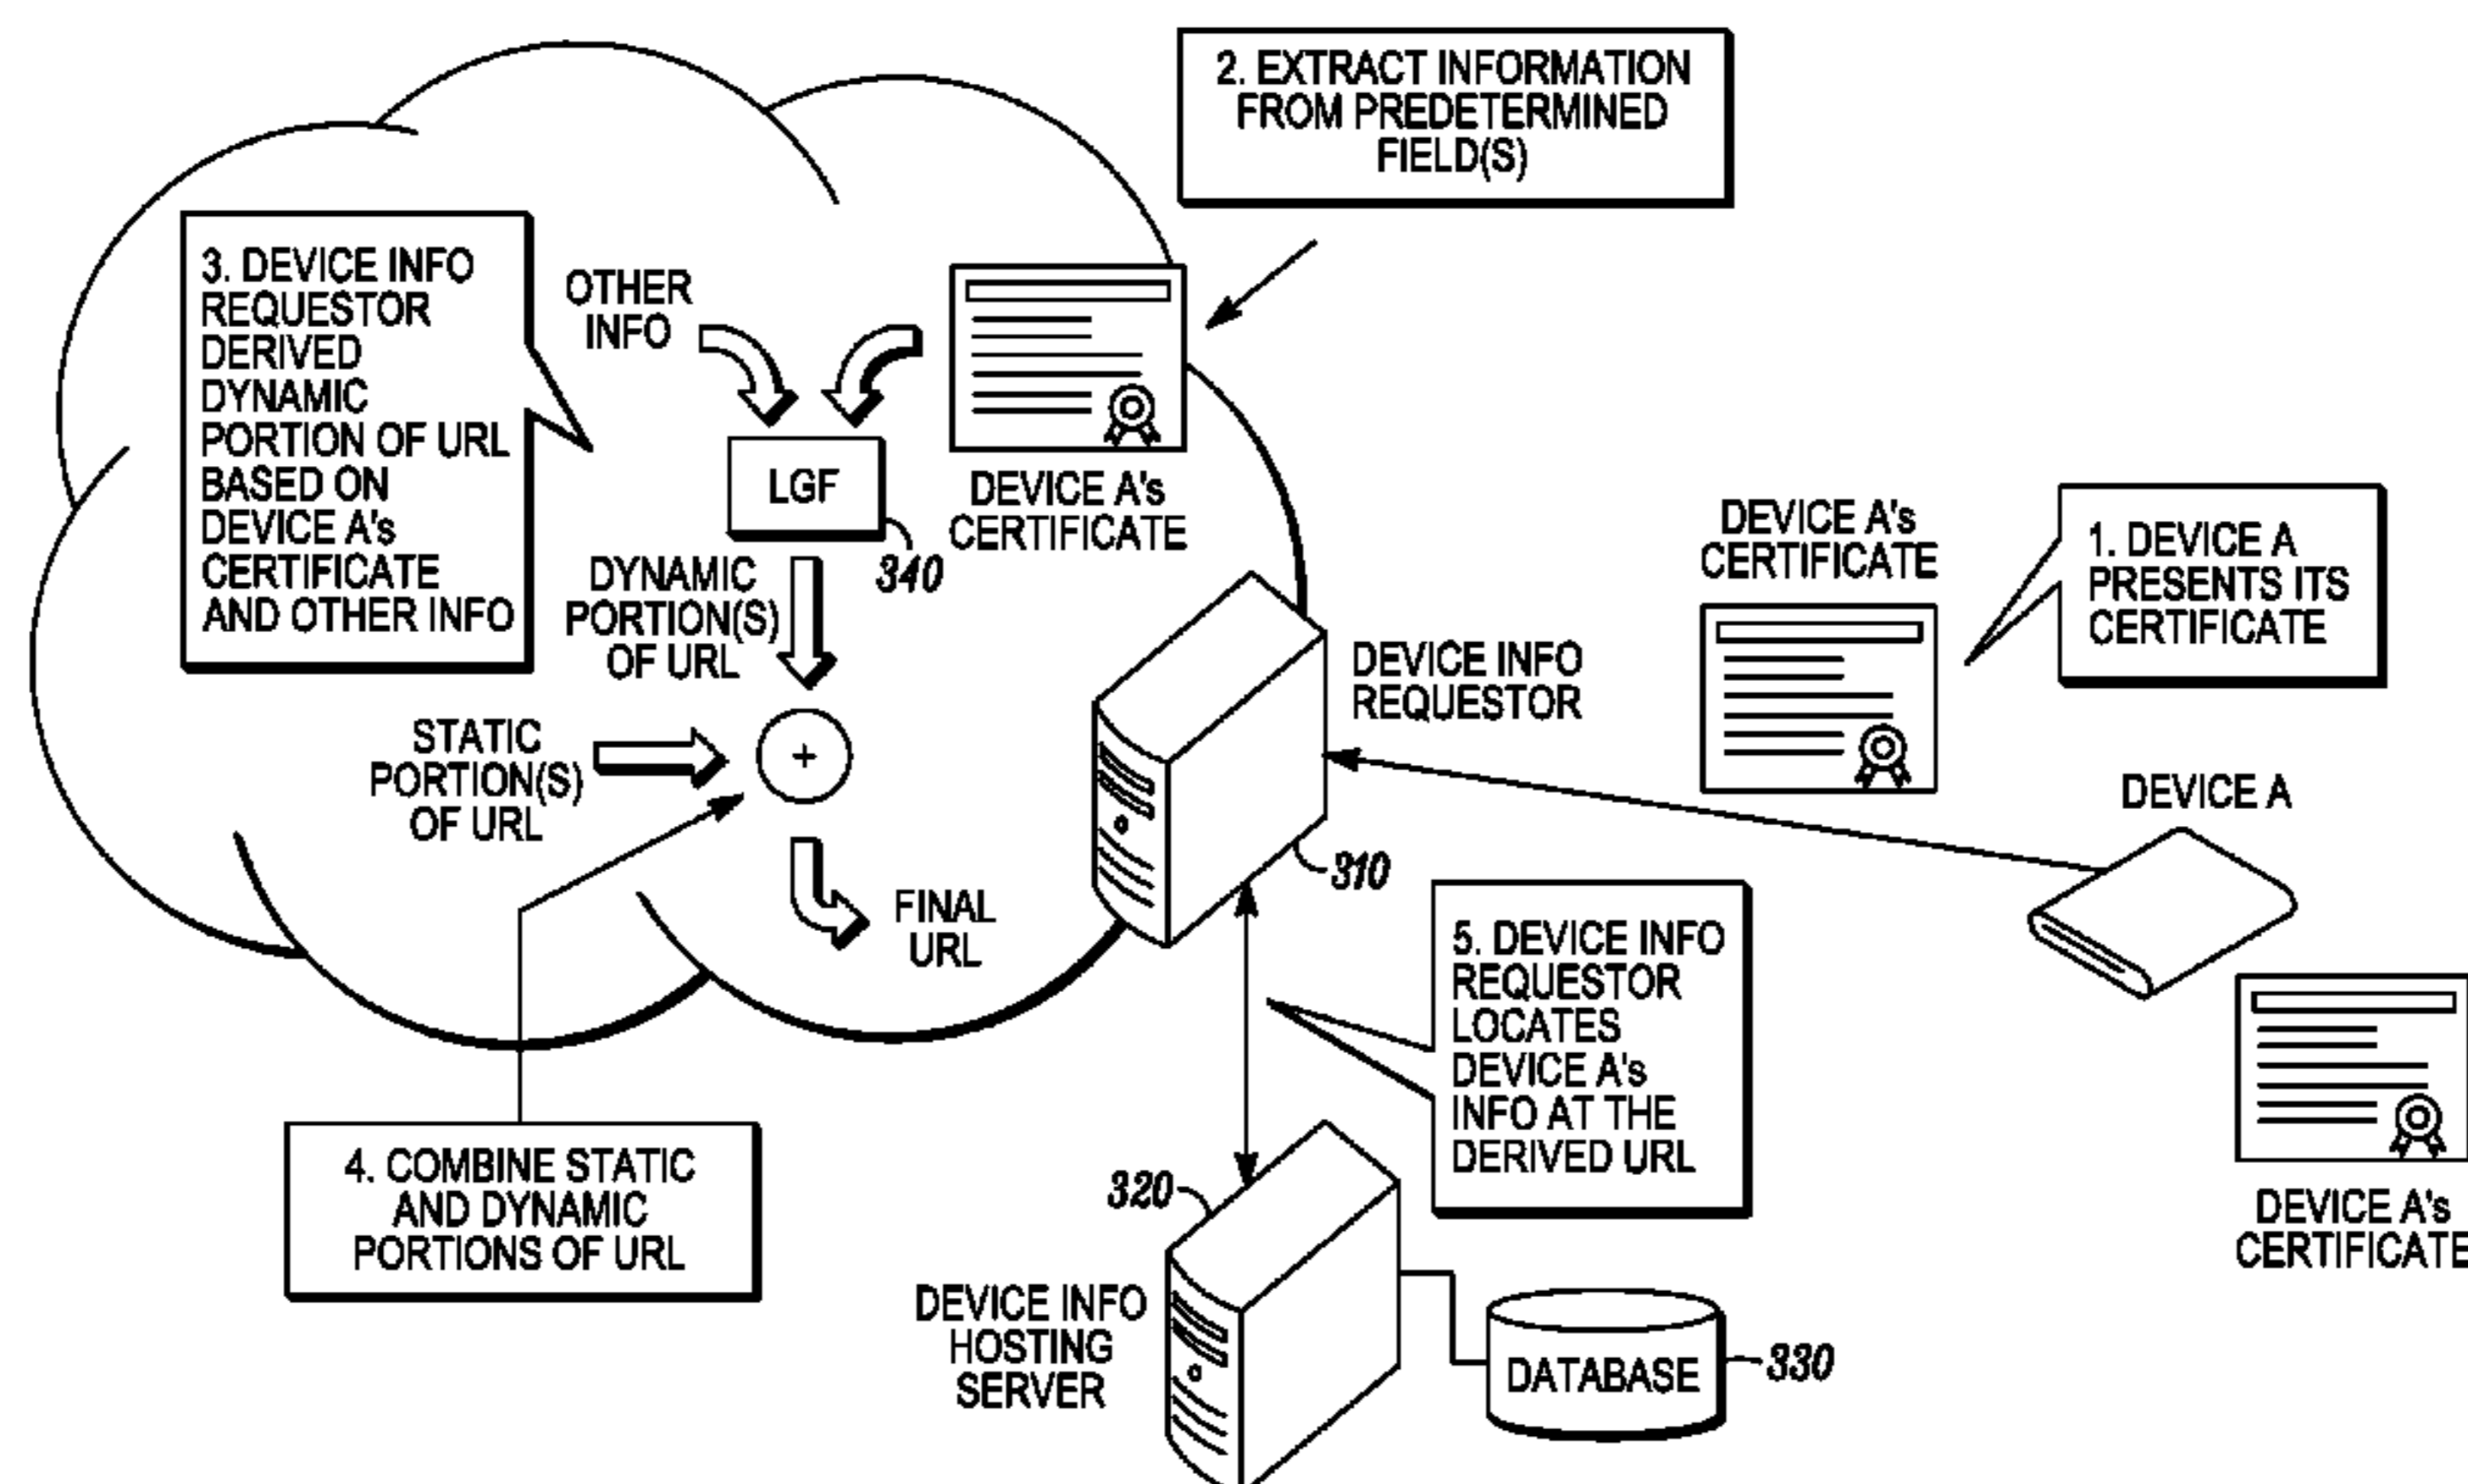 2. EXTRACT INFORMATION
FROM PREDETERMINED
FIELD(S)
3. DEVICE INFO
REQUESTOR
DERIVED
DYNAMIC
PORTION OF URL
BASED ON
DEVICE A's
CERTIFICATE
AND OTHER INFO
OTHER
INFO
LGF
340
DEVICE A's
CERTIFICATE
DYNAMIC
PORTION(S)
OF URL
STATIC
PORTION(S)
OF URL
+
FINAL
URL
DEVICE INFO
REQUESTOR
310
DEVICE A's
CERTIFICATE
1. DEVICE A
PRESENTS ITS
CERTIFICATE
DEVICE A
DEVICE A's
CERTIFICATE
4. COMBINE STATIC
AND DYNAMIC
PORTIONS OF URL
5. DEVICE INFO
REQUESTOR
LOCATES
DEVICE A's
INFO AT THE
DERIVED URL
320
DEVICE INFO
HOSTING
SERVER
DATABASE
330